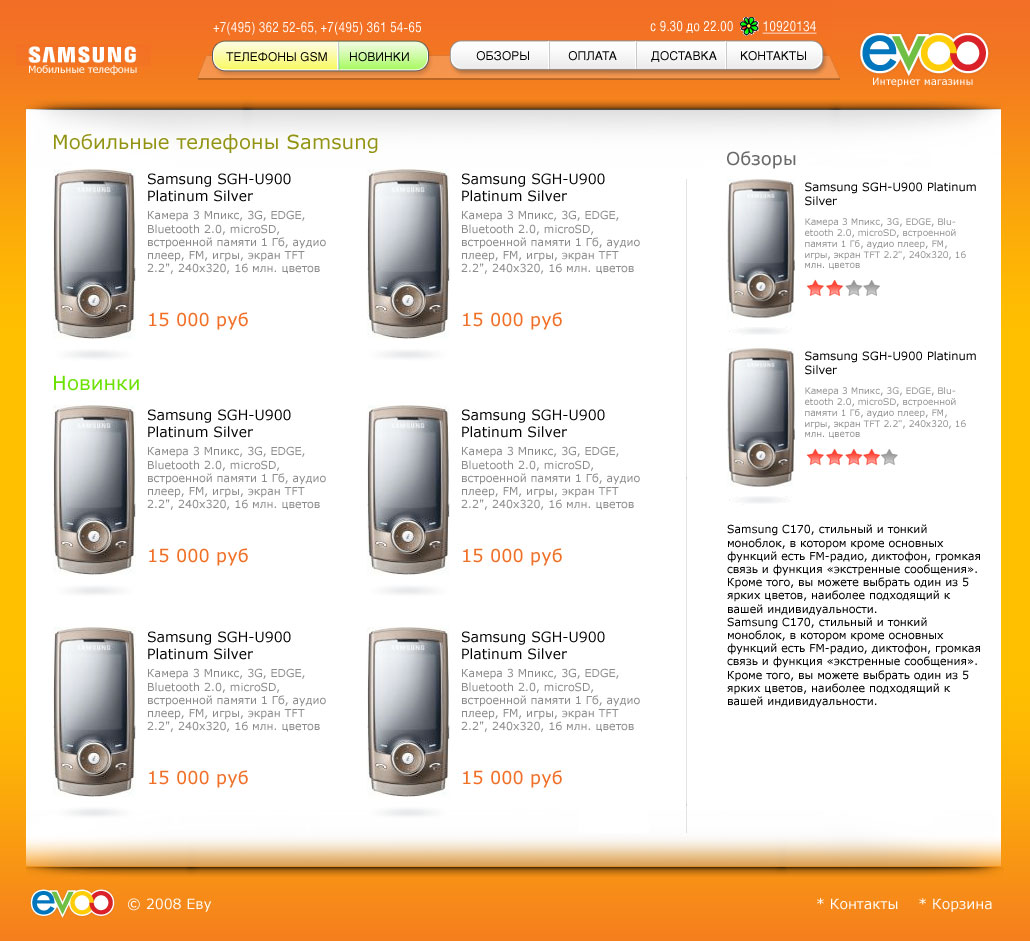 +7(495) 362 52-65, +7(495) 361 54-65
с 9.30 до 22.00 10920134
SAMSUNG
Мобильные телефоны
ТЕЛЕФОНЫ GSM
НОВИНКИ
ОБЗОРЫ
ОПЛАТА
ДОСТАВКА
КОНТАКТЫ
evoo
Интернет магазины
Мобильные телефоны Samsung
Samsung SGH-U900
Platinum Silver
Камера 3 Мпикс, 3G, EDGE,
Bluetooth 2.0, microSD,
встроенной памяти 1 Гб, аудио
плеер, FM, игры, экран TFT
2.2", 240x320, 16 млн. цветов
15 000 руб
Samsung SGH-U900
Platinum Silver
Камера 3 Мпикс, 3G, EDGE,
Bluetooth 2.0, microSD,
встроенной памяти 1 Гб, аудио
плеер, FM, игры, экран TFT
2.2", 240x320, 16 млн. цветов
15 000 руб
Новинки
Samsung SGH-U900
Platinum Silver
Камера 3 Мпикс, 3G, EDGE,
Bluetooth 2.0, microSD,
встроенной памяти 1 Гб, аудио
плеер, FM, игры, экран TFT
2.2", 240x320, 16 млн. цветов
15 000 руб
Samsung SGH-U900
Platinum Silver
Камера 3 Мпикс, 3G, EDGE,
Bluetooth 2.0, microSD,
встроенной памяти 1 Гб, аудио
плеер, FM, игры, экран TFT
2.2", 240x320, 16 млн. цветов
15 000 руб
Samsung SGH-U900
Platinum Silver
Камера 3 Мпикс, 3G, EDGE,
Bluetooth 2.0, microSD,
встроенной памяти 1 Гб, аудио
плеер, FM, игры, экран TFT
2.2", 240x320, 16 млн. цветов
15 000 руб
Samsung SGH-U900
Platinum Silver
Камера 3 Мпикс, 3G, EDGE,
Bluetooth 2.0, microSD,
встроенной памяти 1 Гб, аудио
плеер, FM, игры, экран TFT
2.2", 240x320, 16 млн. цветов
15 000 руб
Обзоры
Samsung SGH-U900 Platinum
Silver
Камера 3 Мпикс, 3G, EDGE, Blu-
etooth 2.0, microSD, встроенной
памяти 1 Гб, аудио плеер, FM,
игры, экран TFT 2.2", 240x320, 16
млн. цветов
Samsung SGH-U900 Platinum
Silver
Камера 3 Мпикс, 3G, EDGE, Blu-
etooth 2.0, microSD, встроенной
памяти 1 Гб, аудио плеер, FM,
игры, экран TFT 2.2", 240x320, 16
млн. цветов
Samsung C170, стильный и тонкий
моноблок, в котором кроме основных
функций есть FM-радио, диктофон, громкая
связь и функция «экстренные сообщения».
Кроме того, вы можете выбрать один из 5
ярких цветов, наиболее подходящий к
вашей индивидуальности.
Samsung C170, стильный и тонкий
моноблок, в котором кроме основных
функций есть FM-радио, диктофон, громкая
связь и функция «экстренные сообщения».
Кроме того, вы можете выбрать один из 5
ярких цветов, наиболее подходящий к
вашей индивидуальности.
evoo © 2008 Еву
* Контакты * Корзина